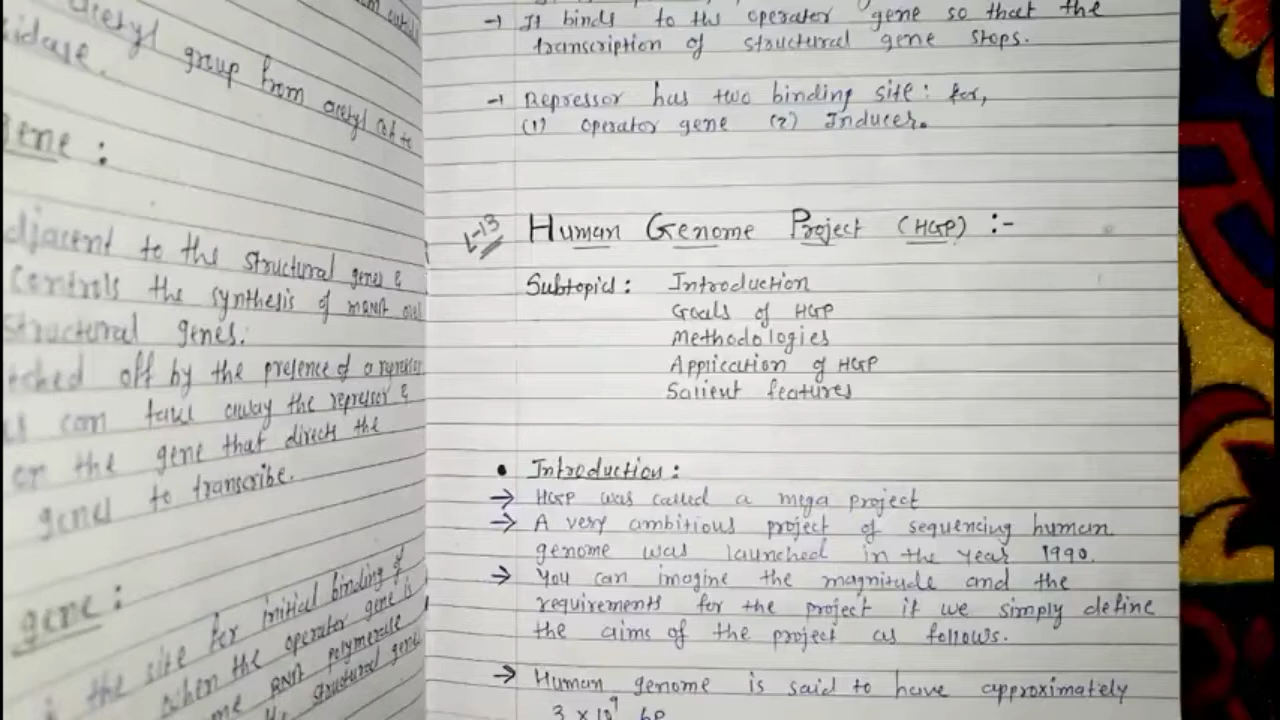 acetyl group from acetyl CoA to
gene :
adjacent to the structural genes &
Controls the synthesis of mRNA
structural genes.
off by the presence of a repressor
can take away the repressor &
on the gene that directs the
genes to transcribe.
gene :
is the site for initial binding of
when the operator gene is
RNA polymerase
structural gene
→ It binds to the operator gene so that the
transcription of structural gene stops.
→ Repressor has two binding site : for,
(1) operator gene (2) Inducer.
L-13 Human Genome Project (HGP) :-
Subtopics : Introduction
Goals of HGP
Methodologies
Application of HGP
Salient features
• Introduction :
→ HGP was called a mega project
→ A very ambitious project of sequencing human
genome was launched in the year 1990.
→ You can imagine the magnitude and the
requirements for the project if we simply define
the aims of the project as follows.
→ Human genome is said to have approximately
3 × 10⁹ bp